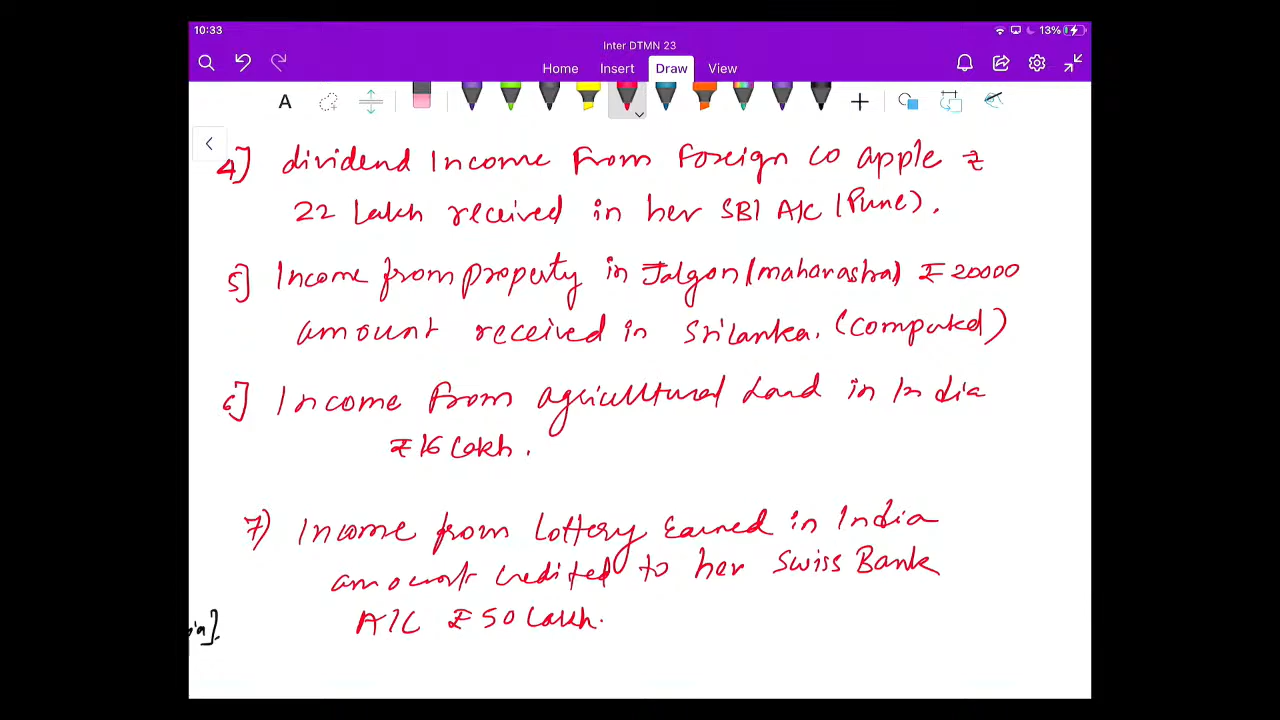 10:33
13%
Inter DTMN 23
Home Insert Draw View
A
4] dividend Income From Foreign Co apple ₹
22 Lakh received in her SBI A/C (Pune).
5] Income from property in Jalgon (maharastra) ₹ 20000
amount received in Srilanka. (Computed)
6] Income From agricultural Land in India
₹ 16 Lakh.
7) Income from Lottery Earned in India
amount credited to her Swiss Bank
A/C ₹ 50 Lakh.